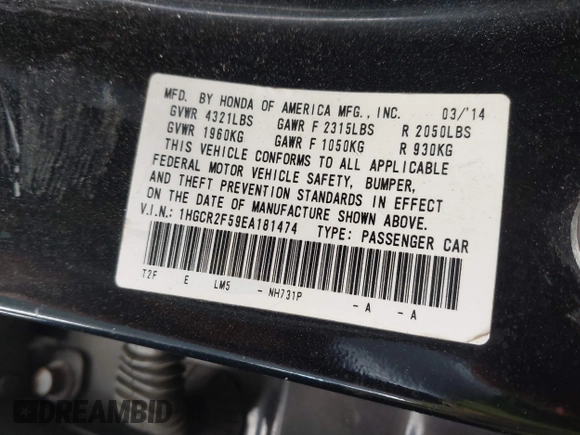 MFD. BY HONDA OF AMERICA MFG., INC. 03/'14
GVWR 4321LBS GAWR F 2315LBS R 2050LBS
GVWR 1960KG GAWR F 1050KG R 930KG
THIS VEHICLE CONFORMS TO ALL APPLICABLE
FEDERAL MOTOR VEHICLE SAFETY, BUMPER,
AND THEFT PREVENTION STANDARDS IN EFFECT
ON THE DATE OF MANUFACTURE SHOWN ABOVE.
V.I.N.: 1HGCR2F59EA181474 TYPE: PASSENGER CAR
T2F E LM5 - NH731P - A - A
DREAMBID